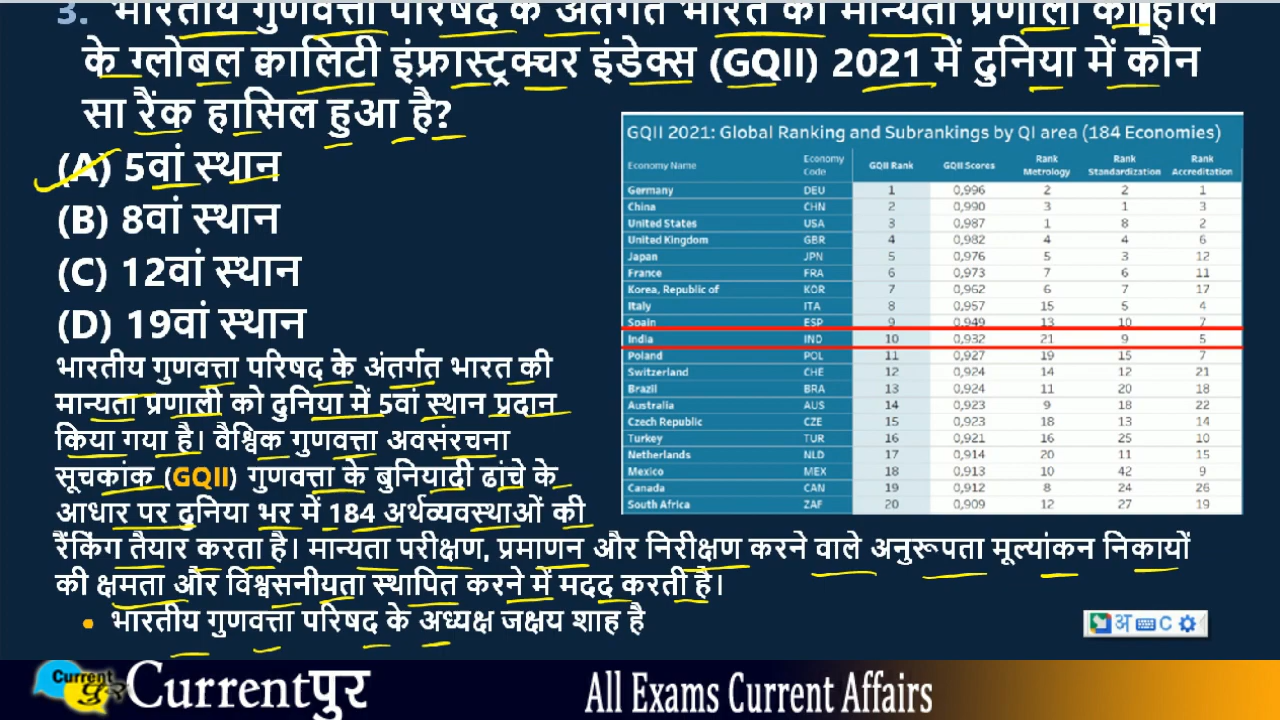 3. भारतीय गुणवत्ता परिषद के अंतर्गत भारत की मान्यता प्रणाली को हाल
के ग्लोबल क्वालिटी इंफ्रास्ट्रक्चर इंडेक्स (GQII) 2021 में दुनिया में कौन
सा रैंक हासिल हुआ है?
(A) 5वां स्थान
(B) 8वां स्थान
(C) 12वां स्थान
(D) 19वां स्थान
भारतीय गुणवत्ता परिषद के अंतर्गत भारत की
मान्यता प्रणाली को दुनिया में 5वां स्थान प्रदान
किया गया है। वैश्विक गुणवत्ता अवसंरचना
सूचकांक (GQII) गुणवत्ता के बुनियादी ढांचे के
आधार पर दुनिया भर में 184 अर्थव्यवस्थाओं की
रैंकिंग तैयार करता है। मान्यता परीक्षण, प्रमाणन और निरीक्षण करने वाले अनुरूपता मूल्यांकन निकायों
की क्षमता और विश्वसनीयता स्थापित करने में मदद करती है।
• भारतीय गुणवत्ता परिषद के अध्यक्ष जक्षय शाह है
GQII 2021: Global Ranking and Subrankings by QI area (184 Economies)
Economy Name Economy Code GQII Rank GQII Scores Rank Metrology Rank Standardization Rank Accreditation
Germany DEU 1 0,996 2 2 1
China CHN 2 0,990 3 1 3
United States USA 3 0,987 1 8 2
United Kingdom GBR 4 0,982 4 4 6
Japan JPN 5 0,976 5 3 12
France FRA 6 0,973 7 6 11
Korea, Republic of KOR 7 0,962 6 7 17
Italy ITA 8 0,957 15 5 4
Spain ESP 9 0,949 13 10 7
India IND 10 0,932 21 9 5
Poland POL 11 0,927 19 15 7
Switzerland CHE 12 0,924 14 12 21
Brazil BRA 13 0,924 11 20 18
Australia AUS 14 0,923 9 18 22
Czech Republic CZE 15 0,923 18 13 14
Turkey TUR 16 0,921 16 25 10
Netherlands NLD 17 0,914 20 11 15
Mexico MEX 18 0,913 10 42 9
Canada CAN 19 0,912 8 24 26
South Africa ZAF 20 0,909 12 27 19
अ C
Current पुर
Currentपुर
All Exams Current Affairs